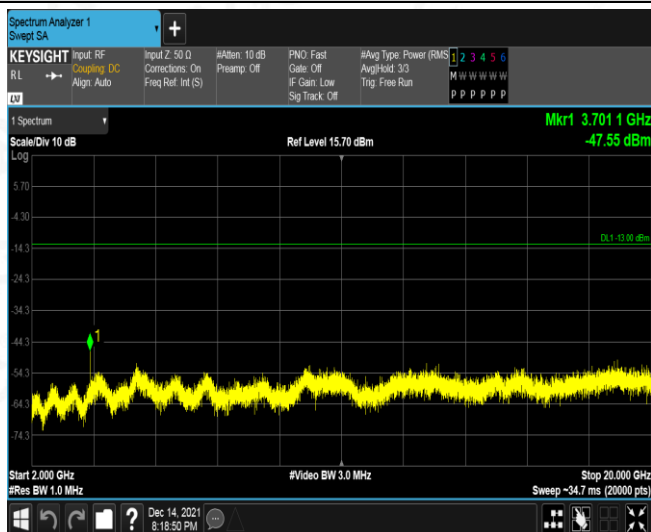 Spectrum Analyzer 1
Swept SA
+
KEYSIGHT Input: RF Input Z: 50 Ω #Atten: 10 dB PNO: Fast #Avg Type: Power (RMS 1 2 3 4 5 6
RL Coupling: DC Corrections: On Preamp: Off Gate: Off Avg|Hold: 3/3 M W W W W W
Align: Auto Freq Ref: Int (S) IF Gain: Low Trig: Free Run
Sig Track: Off P P P P P P
LXI
1 Spectrum Mkr1 3.701 1 GHz
Scale/Div 10 dB Ref Level 15.70 dBm -47.55 dBm
Log
5.70
-4.30
DL1 -13.00 dBm
-14.3
-24.3
-34.3
1
-44.3
-54.3
-64.3
-74.3
Start 2.000 GHz #Video BW 3.0 MHz Stop 20.000 GHz
#Res BW 1.0 MHz Sweep ~34.7 ms (20000 pts)
? Dec 14, 2021
8:18:50 PM